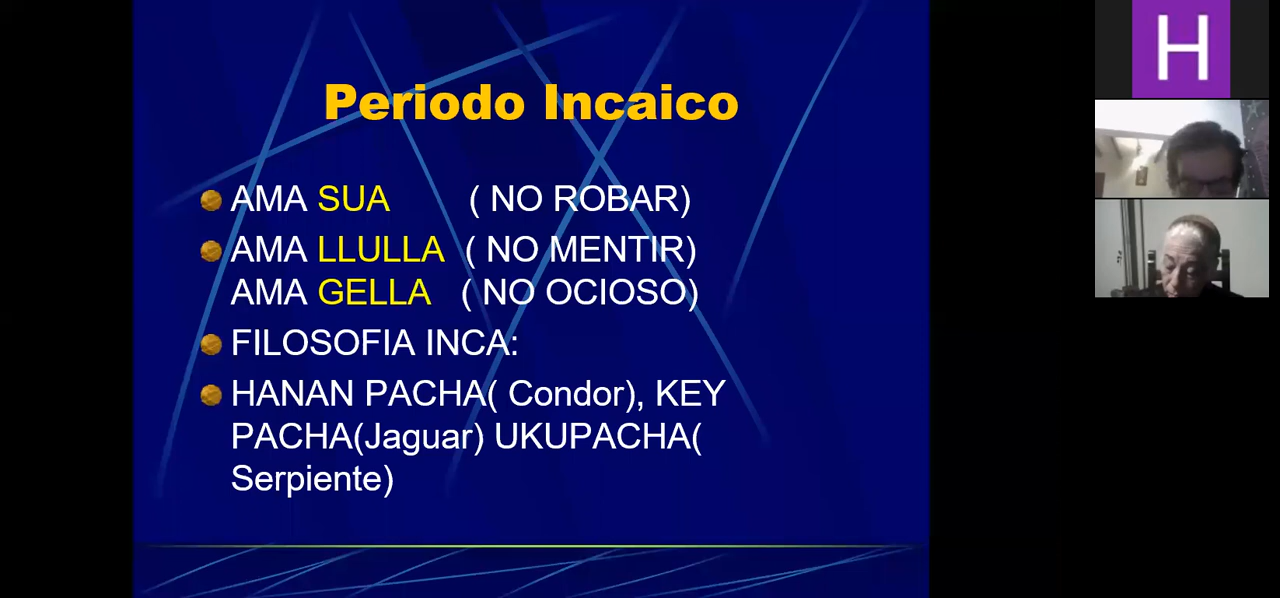 Periodo Incaico
AMA SUA ( NO ROBAR)
AMA LLULLA ( NO MENTIR)
AMA GELLA ( NO OCIOSO)
FILOSOFIA INCA:
HANAN PACHA( Condor), KEY
PACHA(Jaguar) UKUPACHA(
Serpiente)
H